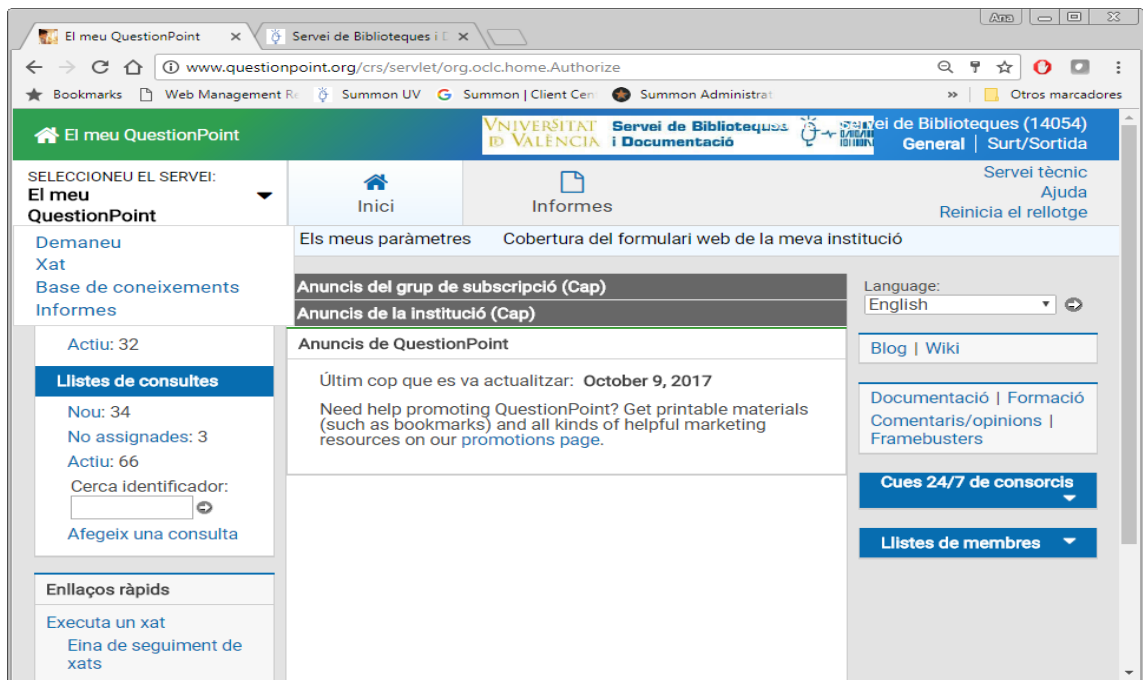 Ana
El meu QuestionPoint
Servei de Biblioteques i D
www.questionpoint.org/crs/servlet/org.oclc.home.Authorize
Bookmarks
Web Management Re
Summon UV
Summon | Client Cen
Summon Administrat
»
Otros marcadores
El meu QuestionPoint
VNIVERSITAT
ID VALÈNCIA
Servei de Biblioteques
i Documentació
Servei de Biblioteques (14054)
General | Surt/Sortida
SELECCIONEU EL SERVEI:
El meu
QuestionPoint
Inici
Informes
Servei tècnic
Ajuda
Reinicia el rellotge
Demaneu
Xat
Base de coneixements
Informes
Els meus paràmetres
Cobertura del formulari web de la meva institució
Actiu: 32
Llistes de consultes
Nou: 34
No assignades: 3
Actiu: 66
Cerca identificador:
Afegeix una consulta
Enllaços ràpids
Executa un xat
Eina de seguiment de
xats
Anuncis del grup de subscripció (Cap)
Anuncis de la institució (Cap)
Anuncis de QuestionPoint
Últim cop que es va actualitzar: October 9, 2017
Need help promoting QuestionPoint? Get printable materials
(such as bookmarks) and all kinds of helpful marketing
resources on our promotions page.
Language:
English
Blog | Wiki
Documentació | Formació
Comentaris/opinions |
Framebusters
Cues 24/7 de consorcis
Llistes de membres